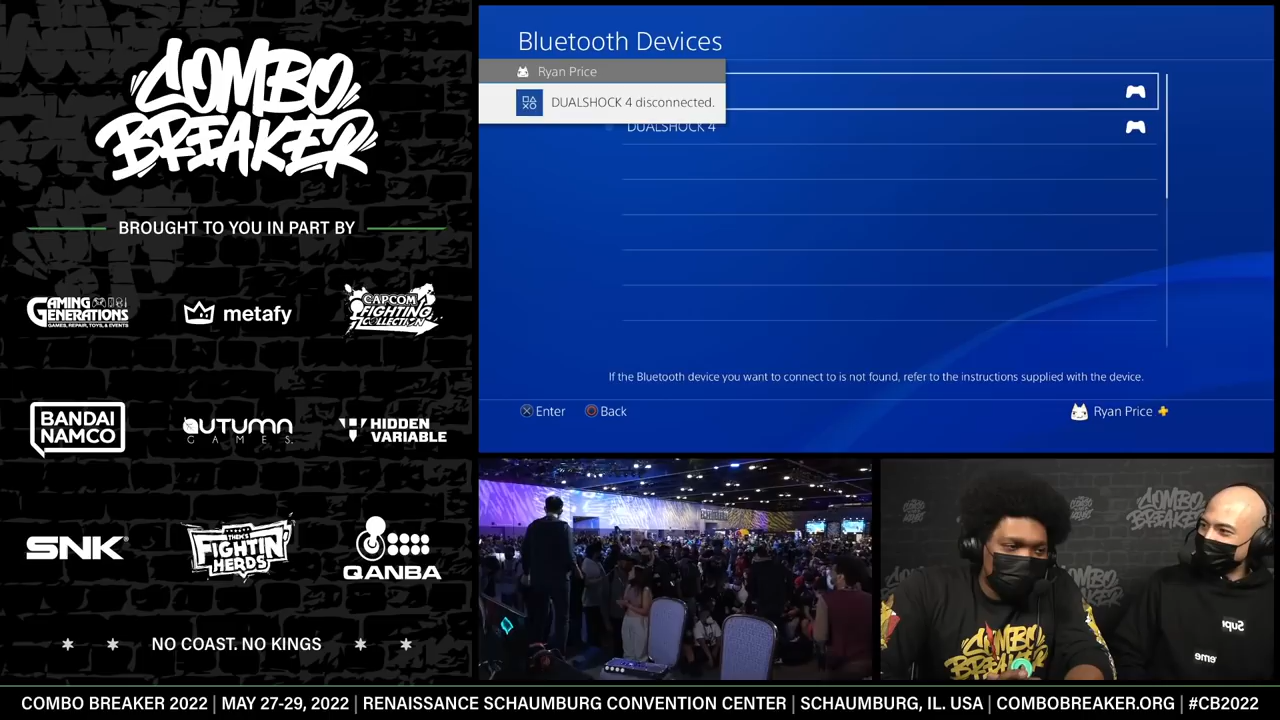 COMBO
BREAKER
BROUGHT TO YOU IN PART BY
GAMING
GENERATIONS
GAMES, REPAIR, TOYS, & EVENTS
metafy
CAPCOM
FIGHTING
COLLECTION
BANDAI
NAMCO
AUTUMN
GAMES
HIDDEN
VARIABLE
SNK
THEM'S
FIGHTIN'
HERDS
QANBA
NO COAST. NO KINGS
Bluetooth Devices
Ryan Price
DUALSHOCK 4 disconnected.
DUALSHOCK 4
If the Bluetooth device you want to connect to is not found, refer to the instructions supplied with the device.
Enter
Back
Ryan Price
COMBO
BREAKER
COMBO
BREAKER
COMBO BREAKER 2022 | MAY 27-29, 2022 | RENAISSANCE SCHAUMBURG CONVENTION CENTER | SCHAUMBURG, IL. USA | COMBOBREAKER.ORG | #CB2022